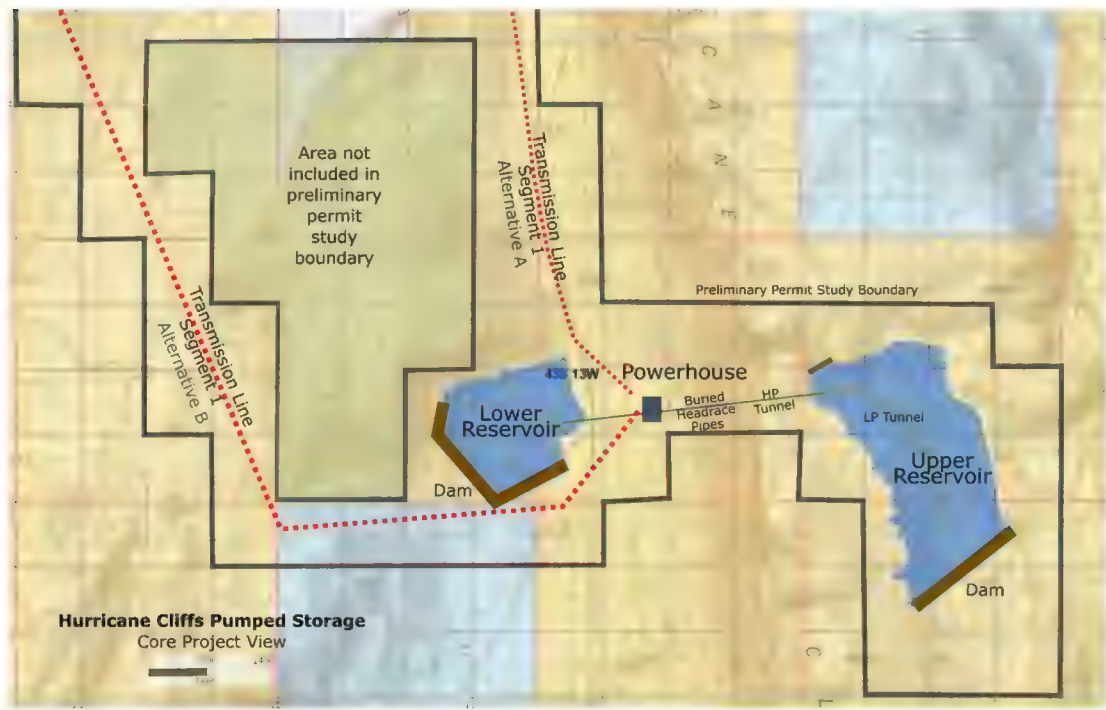 C
A
N
E
Area not
included in
preliminary
permit
study
boundary
Transmission Line
Segment 1
Alternative A
Transmission Line
Segment 1
Alternative B
Preliminary Permit Study Boundary
13W
Powerhouse
Lower
Reservoir
Buried
Headrace
Pipes
HP
Tunnel
LP Tunnel
Upper
Reservoir
Dam
Dam
Hurricane Cliffs Pumped Storage
Core Project View
C
L